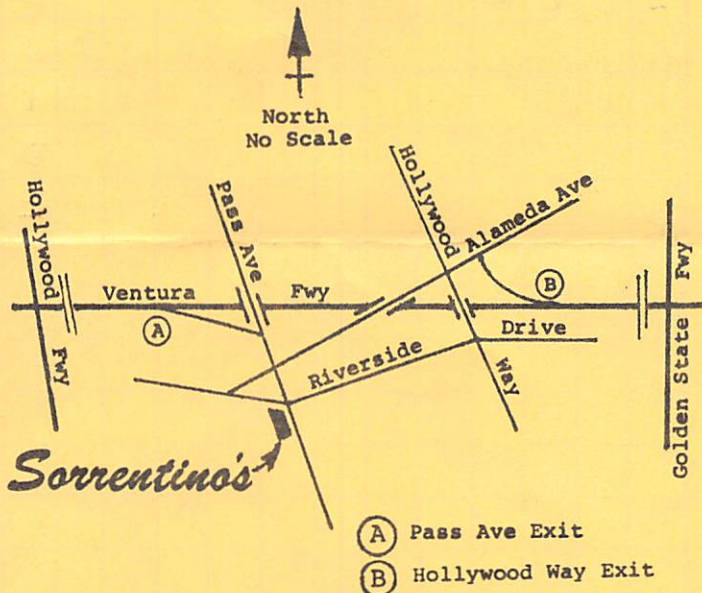 North
No Scale
Hollywood
Fwy
Pass Ave
Hollywood
Way
Alameda Ave
Ventura
Fwy
A
B
Riverside
Drive
Golden State Fwy
Sorrentino's
A Pass Ave Exit
B Hollywood Way Exit